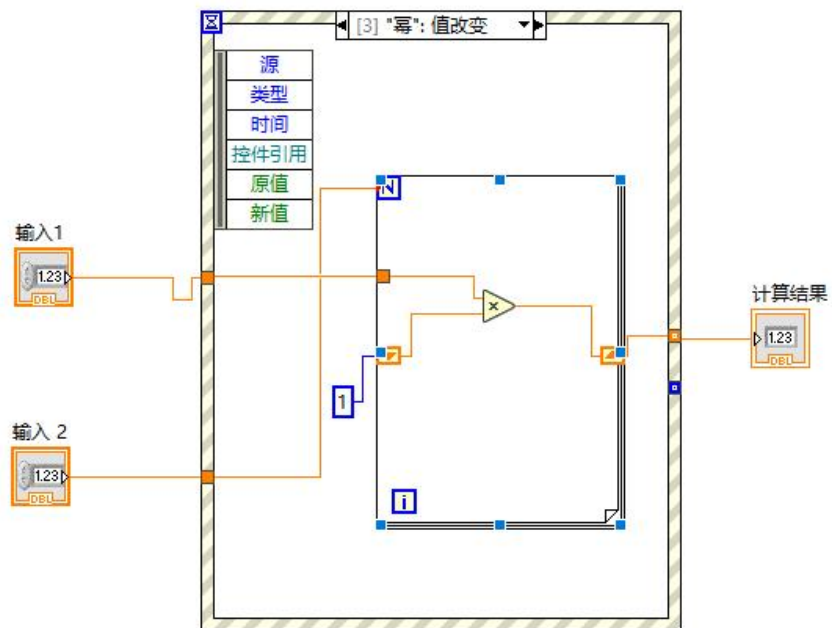 [3] "幂": 值改变
源
类型
时间
控件引用
原值
新值
N
输入1
1.23
DBL
计算结果
1.23
DBL
1
输入 2
1.23
DBL
i